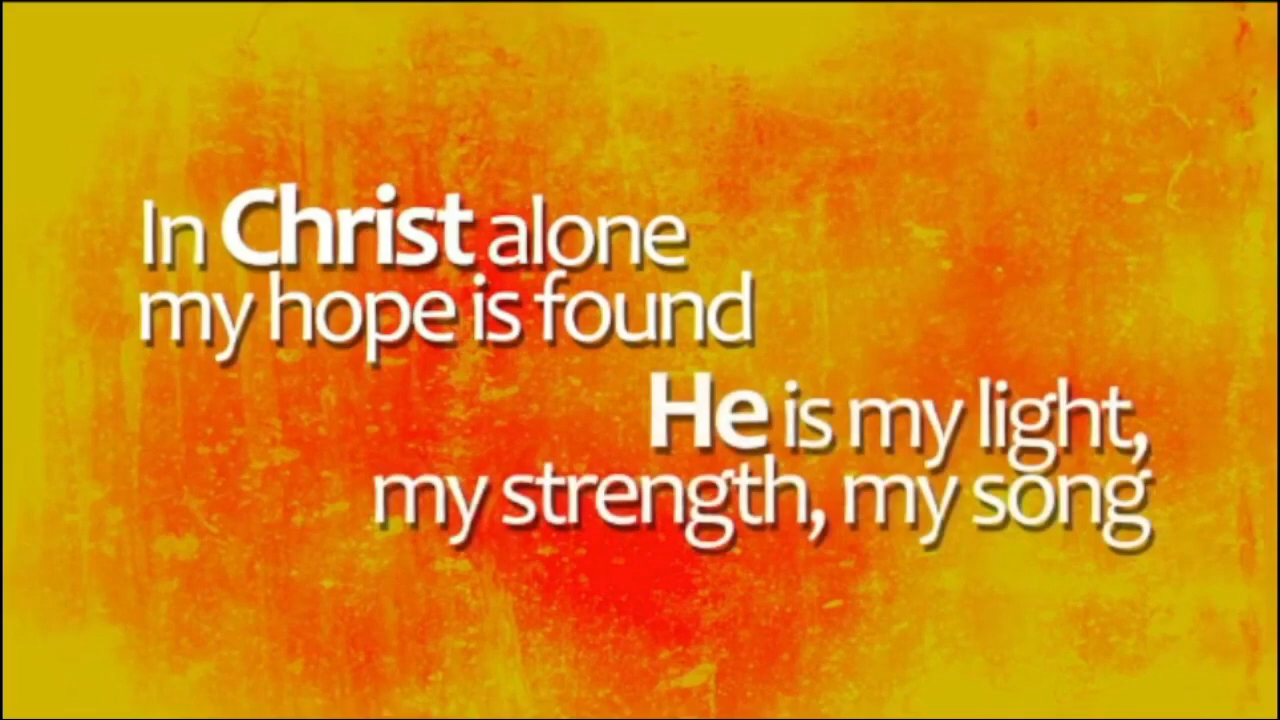 In Christ alone
my hope is found
He is my light,
my strength, my song